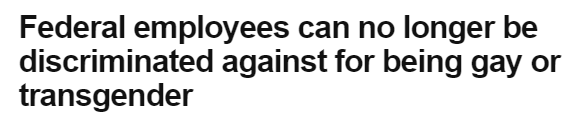 Federal employees can no longer be
discriminated against for being gay or
transgender